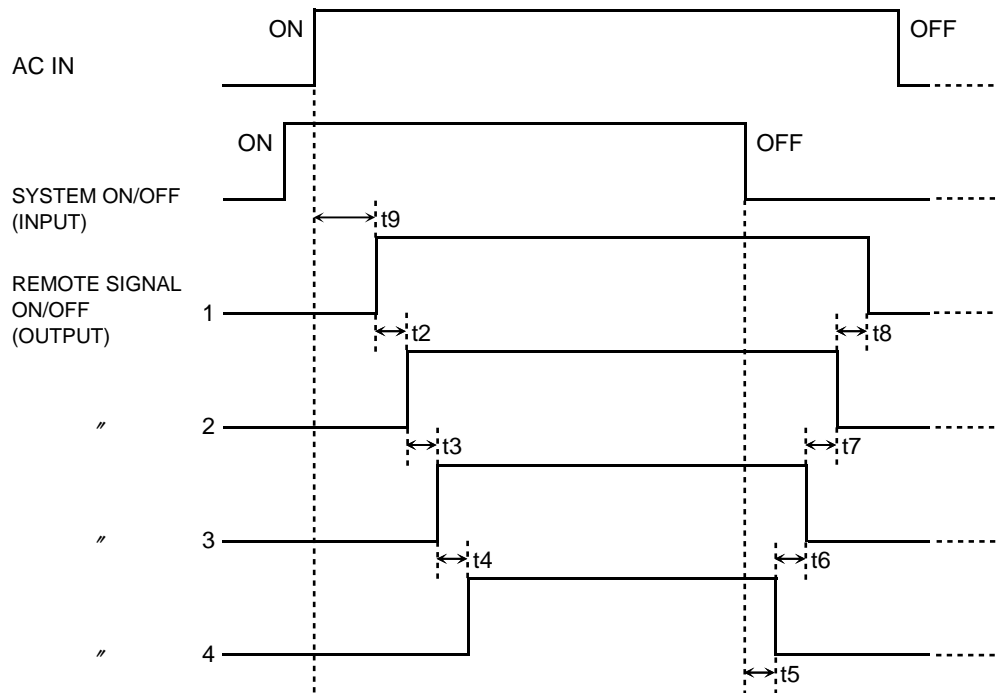 ON
OFF
AC IN
ON
OFF
SYSTEM ON/OFF
(INPUT)
t9
REMOTE SIGNAL
ON/OFF
(OUTPUT)
1
t2
t8
〃 2
t3
t7
〃 3
t4
t6
〃 4
t5